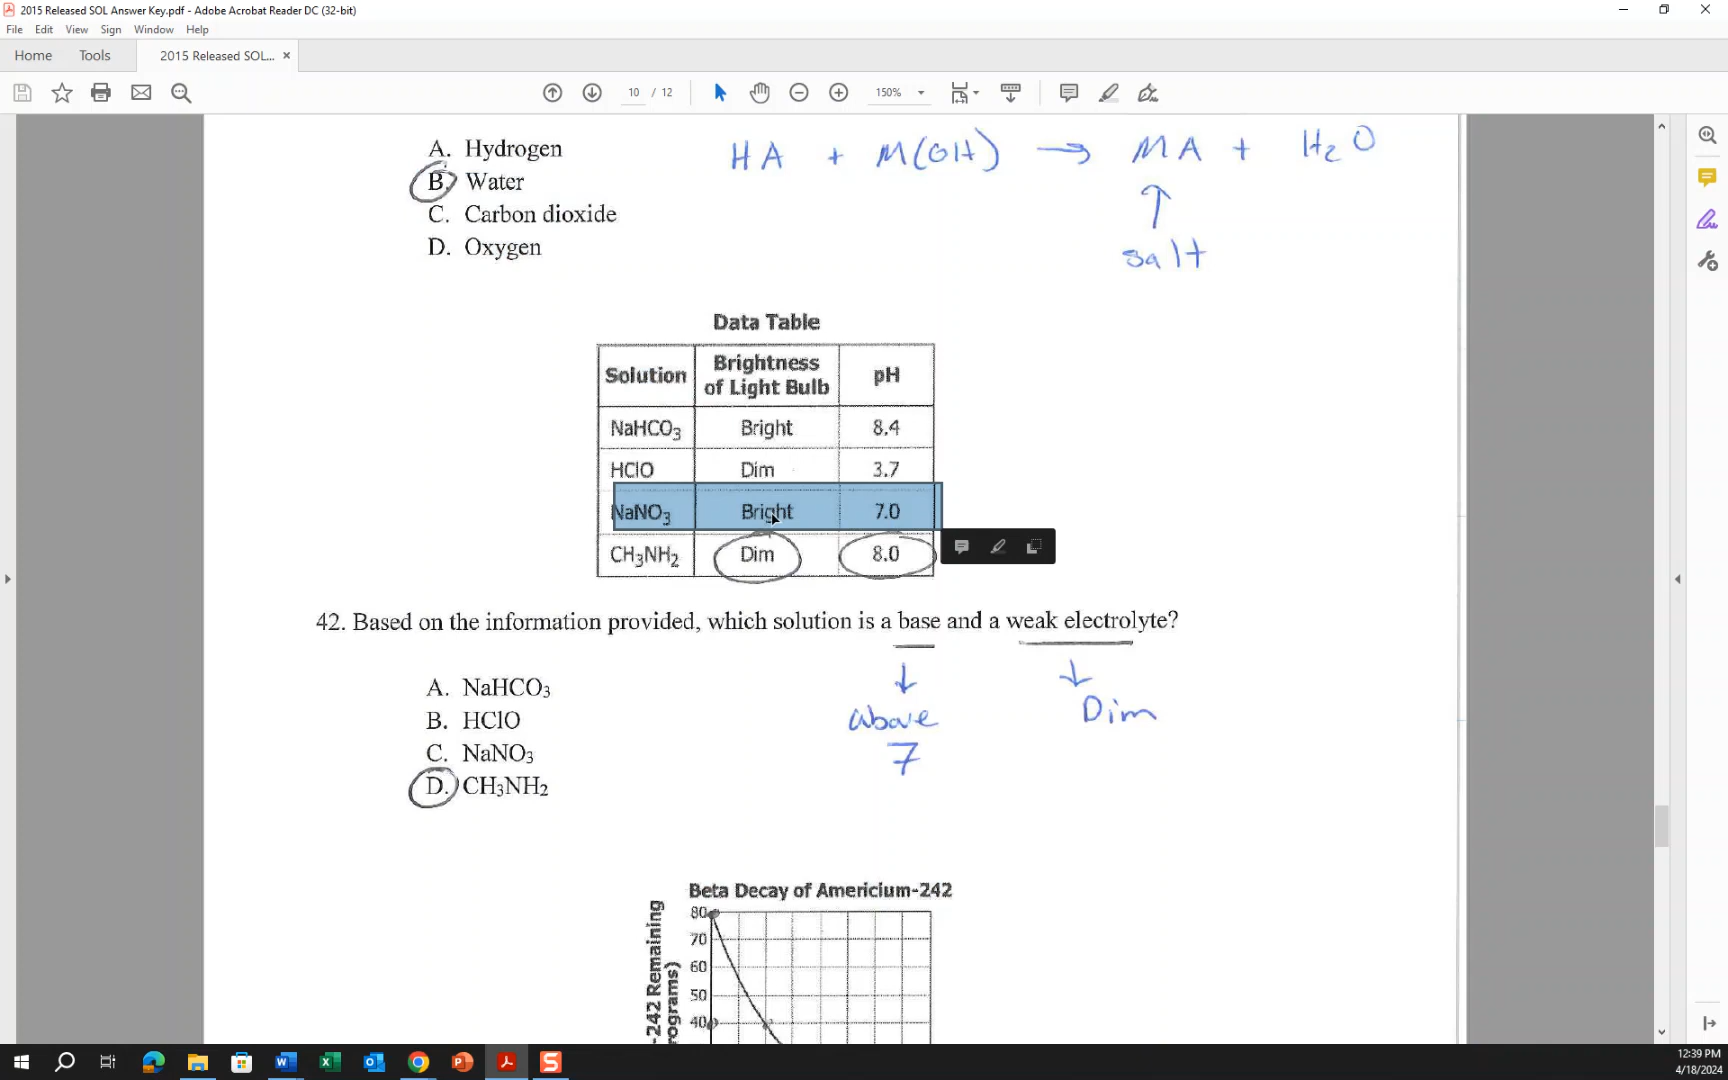 2015 Released SOL Answer Key.pdf - Adobe Acrobat Reader DC (32-bit)
File Edit View Sign Window Help
Home Tools 2015 Released SOL... ×
10 / 12 150%
A. Hydrogen
B. Water
C. Carbon dioxide
D. Oxygen
HA + M(OH) → MA + H₂O
↑
salt
Data Table
Solution Brightness of Light Bulb pH
NaHCO₃ Bright 8.4
HClO Dim 3.7
NaNO₃ Bright 7.0
CH₃NH₂ Dim 8.0
42. Based on the information provided, which solution is a base and a weak electrolyte?
A. NaHCO₃
B. HClO
C. NaNO₃
D. CH₃NH₂
↓ ↓
above Dim
7
Beta Decay of Americium-242
-242 Remaining
rograms)
80
70
60
50
40
12:39 PM
4/18/2024